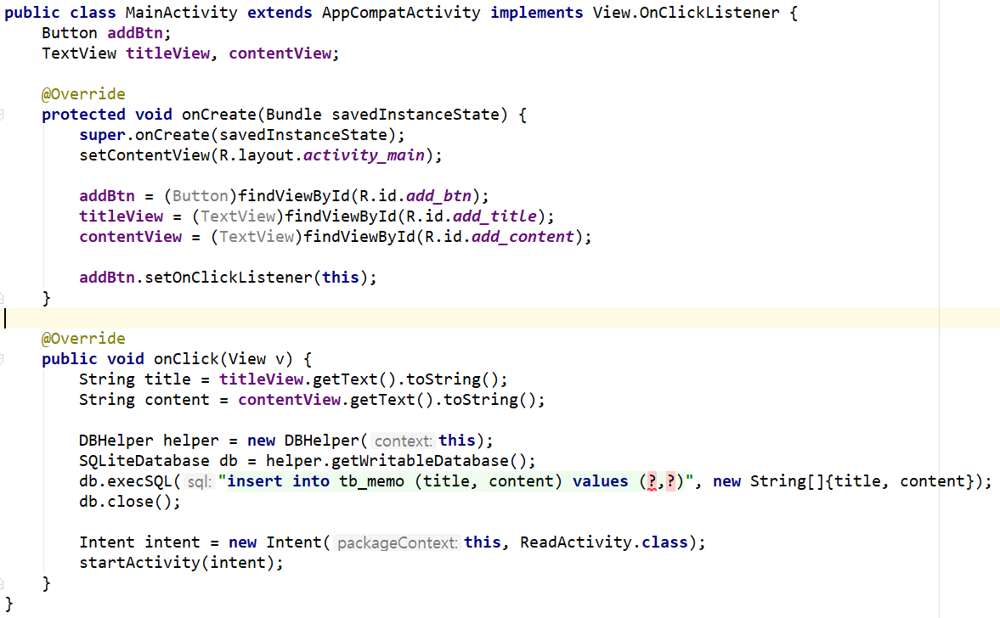 public class MainActivity extends AppCompatActivity implements View.OnClickListener {
Button addBtn;
TextView titleView, contentView;
@Override
protected void onCreate(Bundle savedInstanceState) {
super.onCreate(savedInstanceState);
setContentView(R.layout.activity_main);
addBtn = (Button)findViewById(R.id.add_btn);
titleView = (TextView)findViewById(R.id.add_title);
contentView = (TextView)findViewById(R.id.add_content);
addBtn.setOnClickListener(this);
}
@Override
public void onClick(View v) {
String title = titleView.getText().toString();
String content = contentView.getText().toString();
DBHelper helper = new DBHelper( context: this);
SQLiteDatabase db = helper.getWritableDatabase();
db.execSQL( sql: "insert into tb_memo (title, content) values (?,?)", new String[]{title, content});
db.close();
Intent intent = new Intent( packageContext: this, ReadActivity.class);
startActivity(intent);
}
}